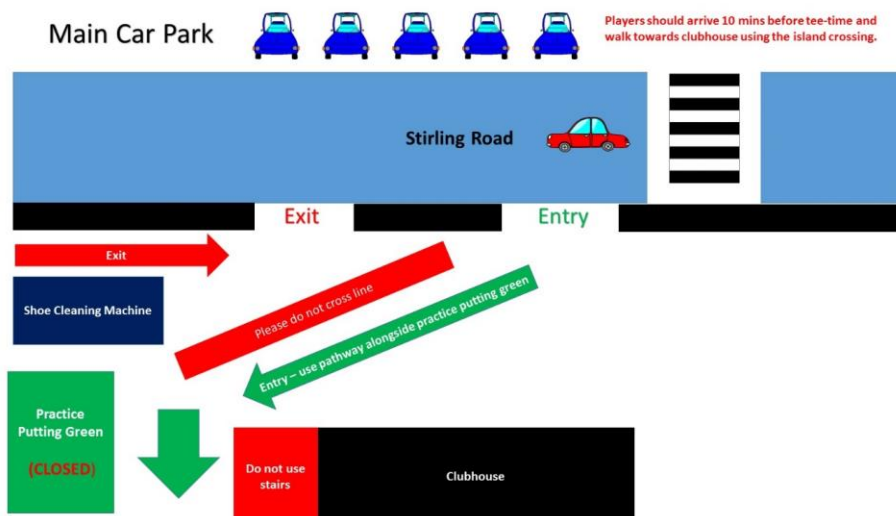 Main Car Park
Players should arrive 10 mins before tee-time and
walk towards clubhouse using the island crossing.
Stirling Road
Exit
Entry
Exit
Shoe Cleaning Machine
Please do not cross line
Entry – use pathway alongside practice putting green
Practice
Putting Green
(CLOSED)
Do not use
stairs
Clubhouse